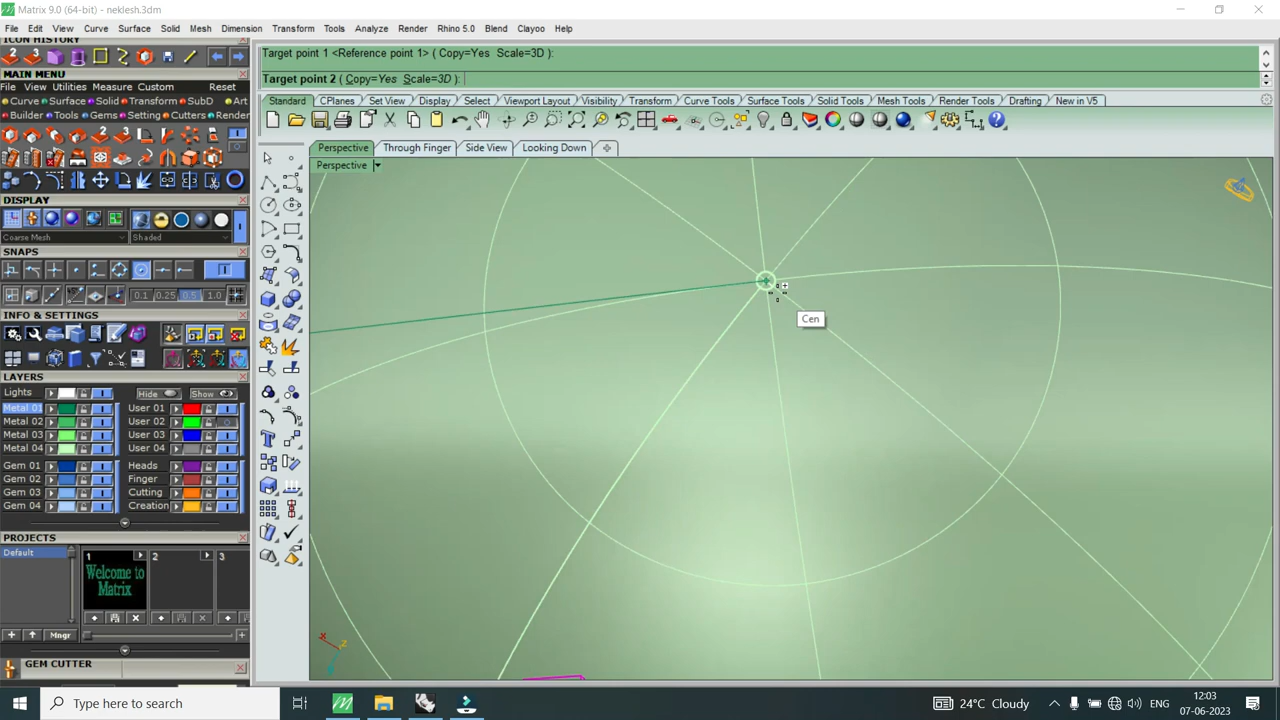 Matrix 9.0 (64-bit) - neklesh.3dm
File Edit View Curve Surface Solid Mesh Dimension Transform Tools Analyze Render Rhino 5.0 Blend Clayoo Help
ICON HISTORY
MAIN MENU
File View Utilities Measure Custom Reset
Curve Surface Solid Transform SubD Art
Builder Tools Gems Setting Cutters Render
DISPLAY
Coarse Mesh Shaded
SNAPS
0.1 0.25 0.5 1.0
INFO & SETTINGS
LAYERS
Lights Hide Show
Metal 01 User 01
Metal 02 User 02
Metal 03 User 03
Metal 04 User 04
Gem 01 Heads
Gem 02 Finger
Gem 03 Cutting
Gem 04 Creation
PROJECTS
Default
1 2 3
Welcome to Matrix
Mngr
GEM CUTTER
Target point 1 <Reference point 1> ( Copy=Yes Scale=3D ):
Target point 2 ( Copy=Yes Scale=3D ):
Standard CPlanes Set View Display Select Viewport Layout Visibility Transform Curve Tools Surface Tools Solid Tools Mesh Tools Render Tools Drafting New in V5
Perspective Through Finger Side View Looking Down
Perspective
Cen
x
z
Type here to search
24°C Cloudy
ENG
12:03
07-06-2023